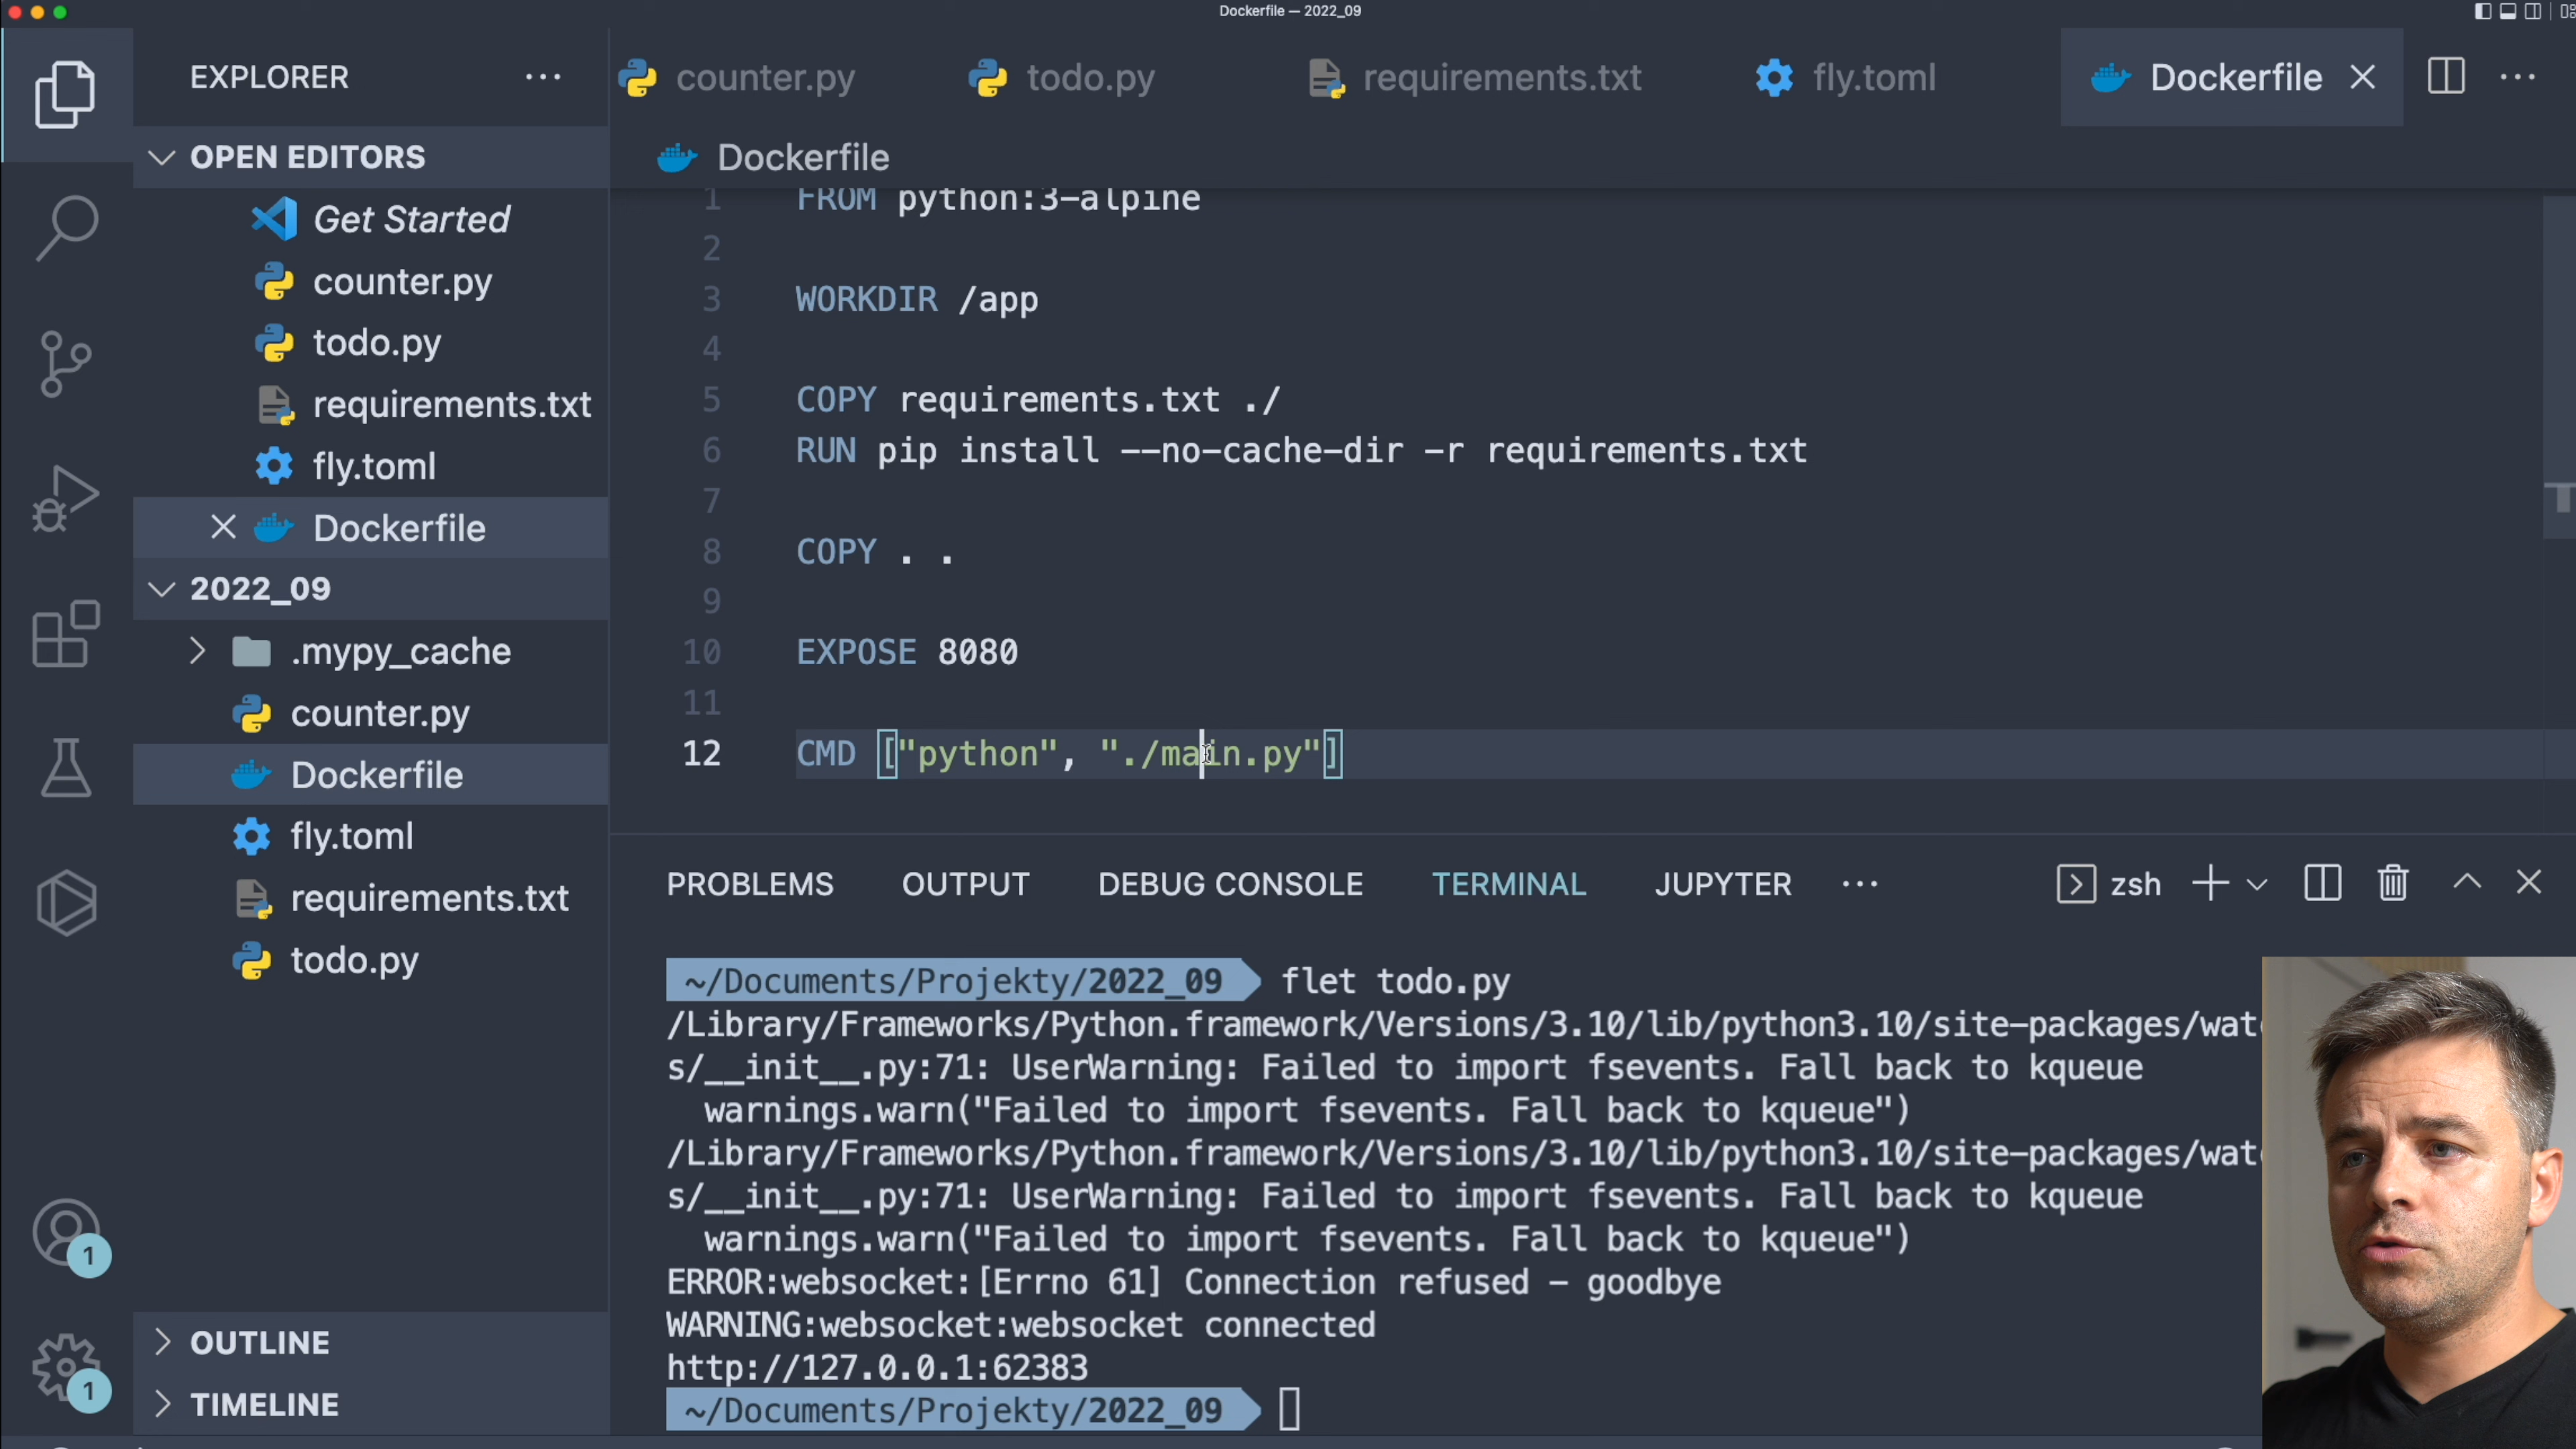 Dockerfile — 2022_09
EXPLORER
counter.py
todo.py
requirements.txt
fly.toml
Dockerfile
OPEN EDITORS
Get Started
counter.py
todo.py
requirements.txt
fly.toml
Dockerfile
2022_09
.mypy_cache
counter.py
Dockerfile
fly.toml
requirements.txt
todo.py
OUTLINE
TIMELINE
1
1
Dockerfile
1 FROM python:3-alpine
2
3 WORKDIR /app
4
5 COPY requirements.txt ./
6 RUN pip install --no-cache-dir -r requirements.txt
7
8 COPY . .
9
10 EXPOSE 8080
11
12 CMD ["python", "./main.py"]
PROBLEMS OUTPUT DEBUG CONSOLE TERMINAL JUPYTER
zsh
~/Documents/Projekty/2022_09 flet todo.py
/Library/Frameworks/Python.framework/Versions/3.10/lib/python3.10/site-packages/wat
s/__init__.py:71: UserWarning: Failed to import fsevents. Fall back to kqueue
warnings.warn("Failed to import fsevents. Fall back to kqueue")
/Library/Frameworks/Python.framework/Versions/3.10/lib/python3.10/site-packages/wat
s/__init__.py:71: UserWarning: Failed to import fsevents. Fall back to kqueue
warnings.warn("Failed to import fsevents. Fall back to kqueue")
ERROR:websocket:[Errno 61] Connection refused - goodbye
WARNING:websocket:websocket connected
http://127.0.0.1:62383
~/Documents/Projekty/2022_09